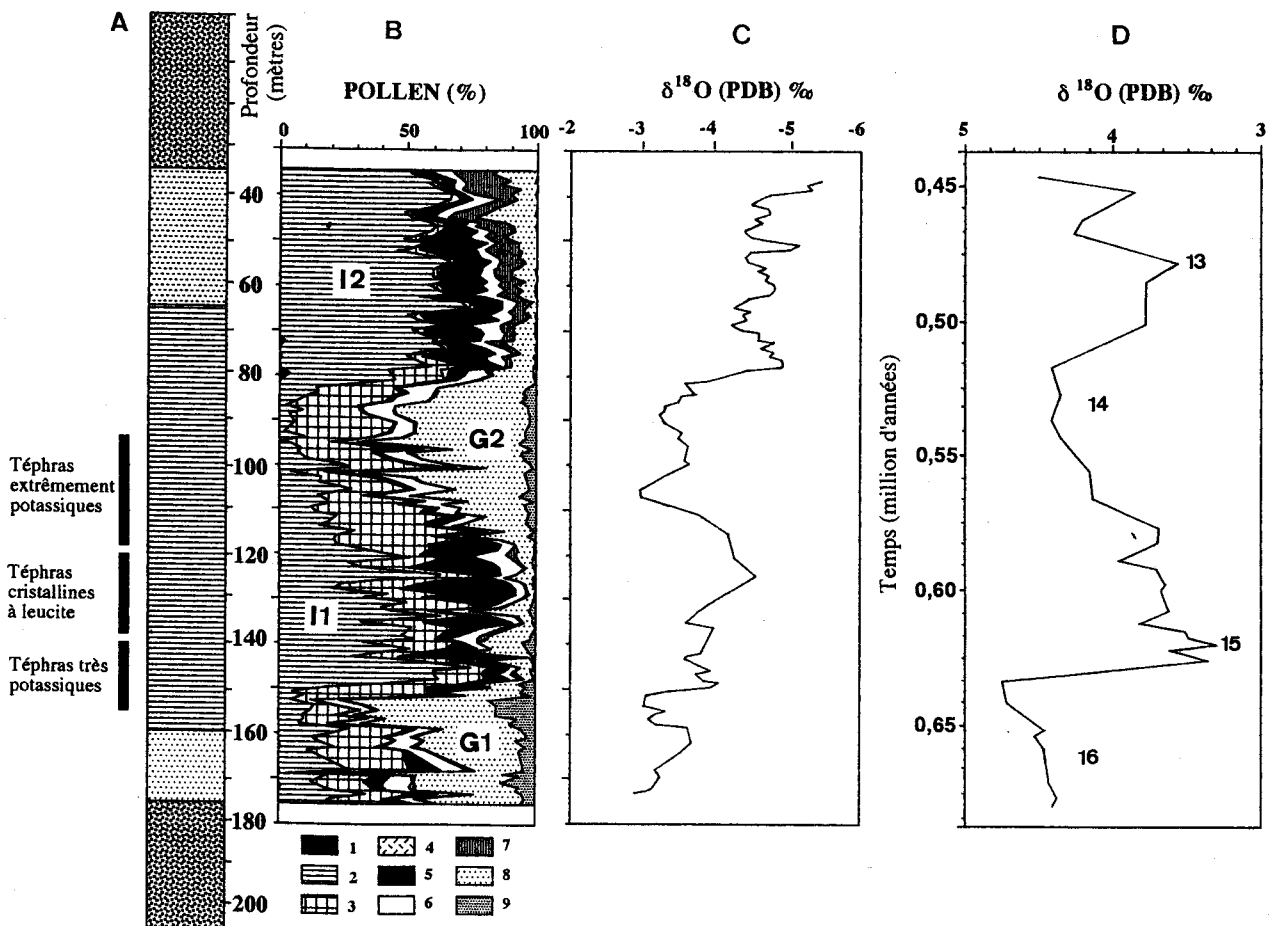 A
Profondeur
(mètres)
B
POLLEN (%)
0 50 100
C
δ¹⁸O (PDB) ‰
-2 -3 -4 -5 -6
D
δ ¹⁸O (PDB) ‰
5 4 3
40
60
80
100
120
140
160
180
200
I2
G2
I1
G1
Téphras
extrêmement
potassiques
Téphras
cristallines
à leucite
Téphras très
potassiques
Temps (million d'années)
0,45
0,50
0,55
0,60
0,65
13
14
15
16
1 4 7
2 5 8
3 6 9